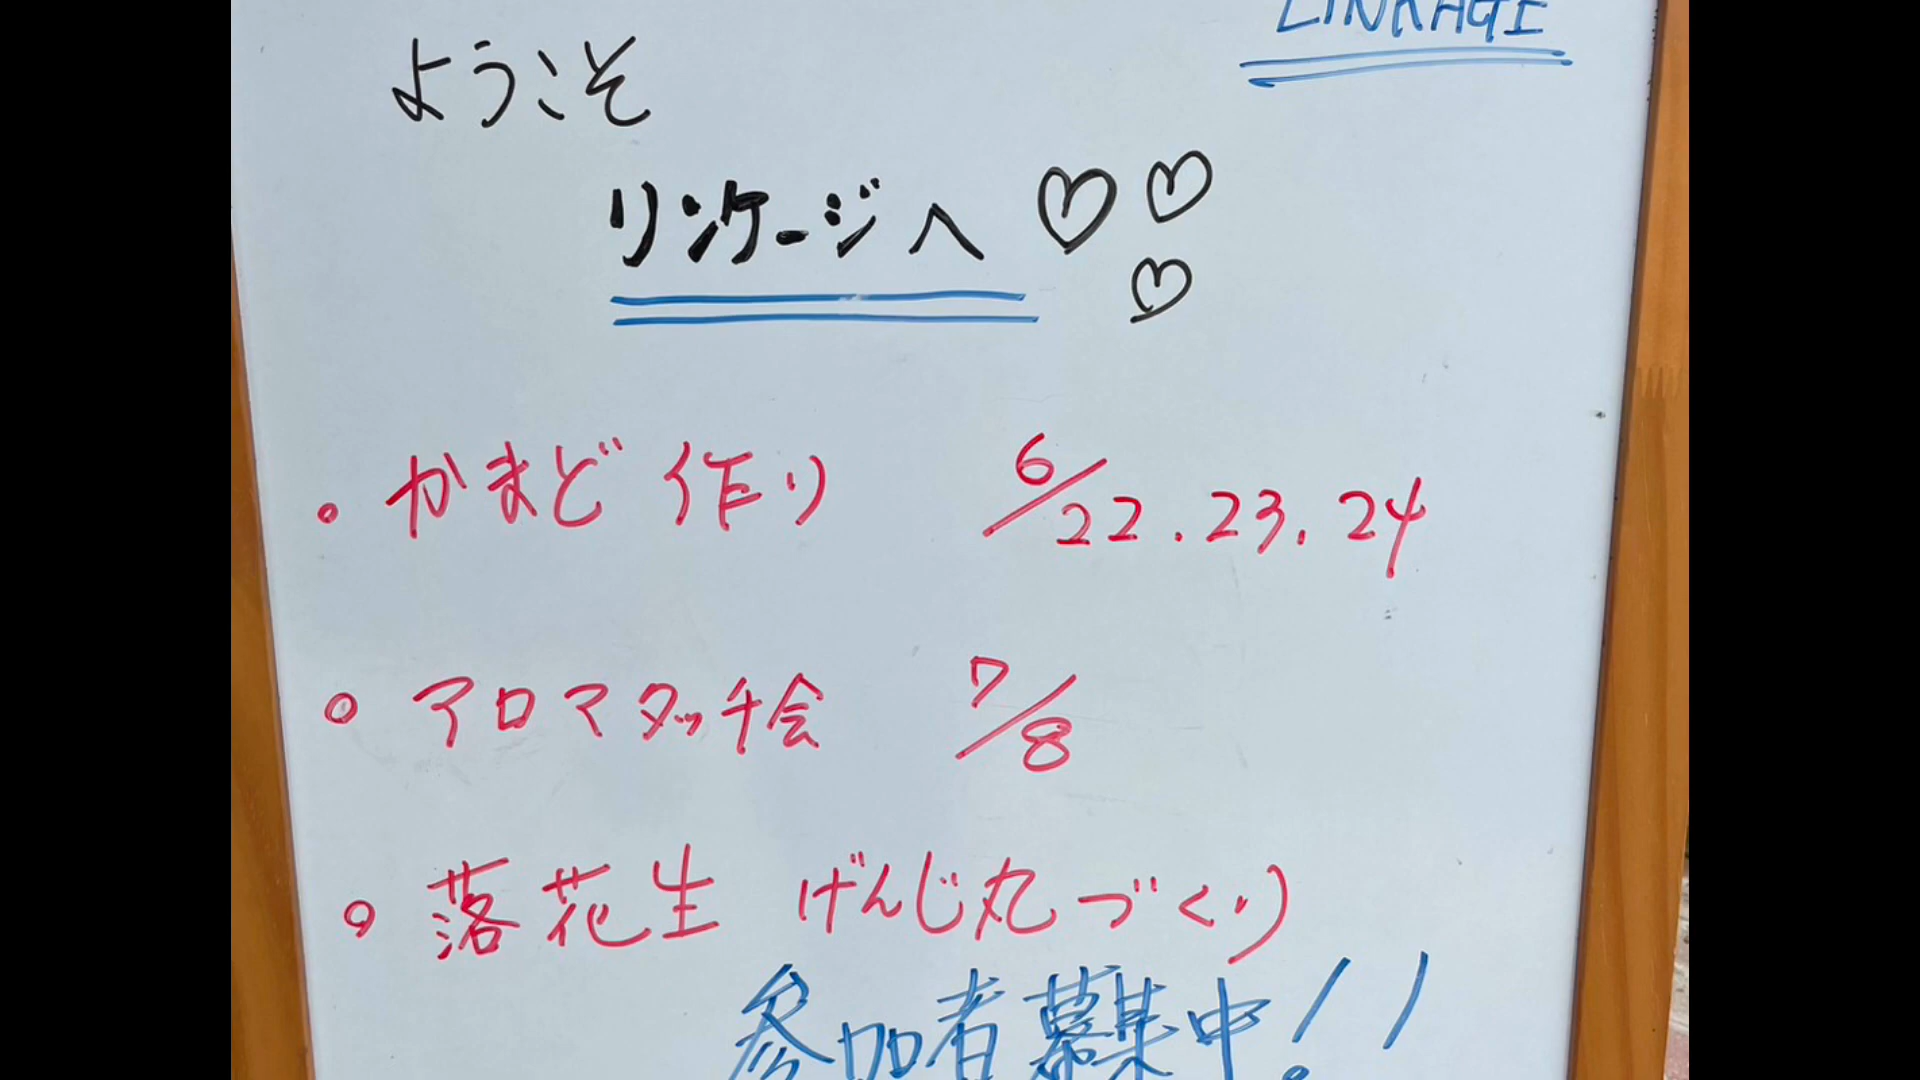 LINKAGE
ようこそ
リンケージへ♡♡♡
・かまど作り 6/22.23.24
○アロマタッチ会 7/8
○落花生 げんじ丸づくり
参加者募集中!!